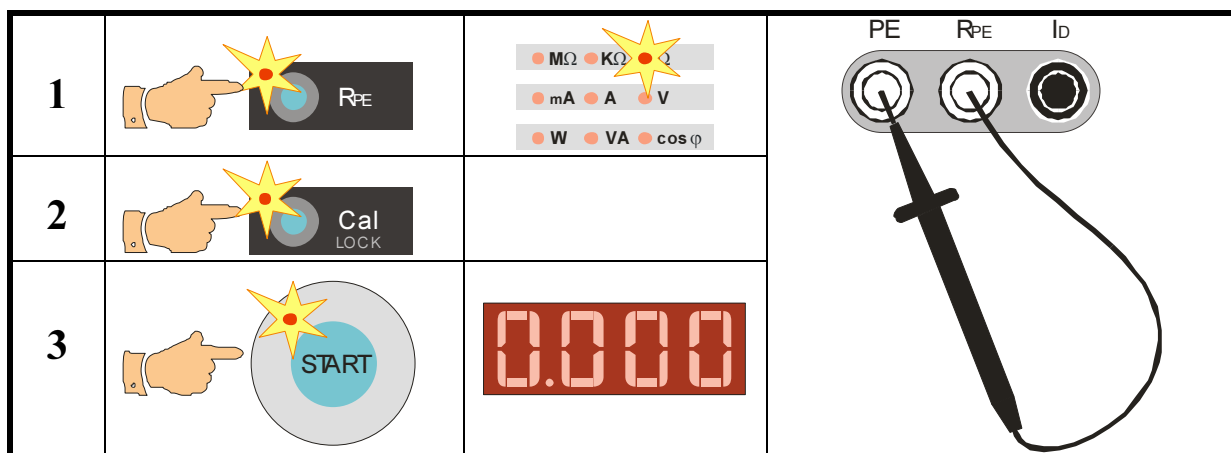 1
RPE
MΩ KΩ Ω
mA A V
W VA cos φ
2
Cal
LOCK
3
START
0.000
PE RPE ID